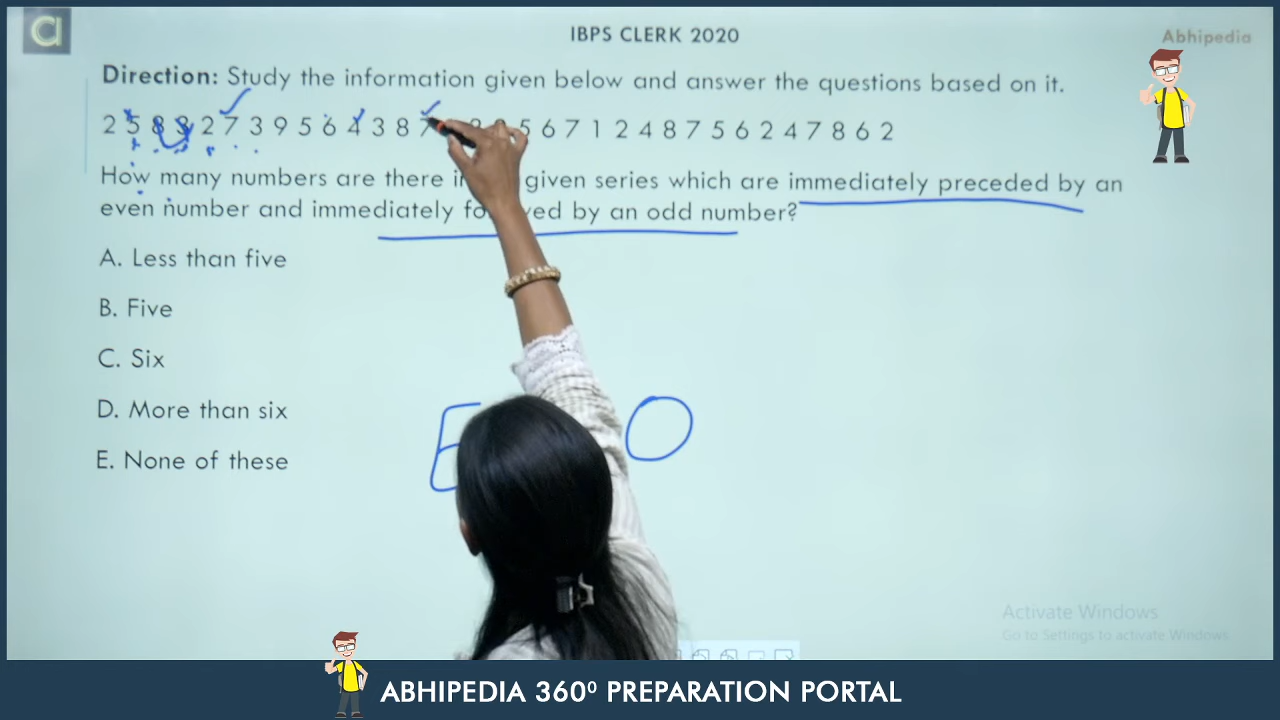 IBPS CLERK 2020
Abhipedia
Direction: Study the information given below and answer the questions based on it.
2 5 8 2 7 3 9 5 6 4 3 8 7 5 6 7 1 2 4 8 7 5 6 2 4 7 8 6 2
How many numbers are there in given series which are immediately preceded by an
even number and immediately by an odd number?
A. Less than five
B. Five
C. Six
D. More than six
E. None of these
E O
Activate Windows
Go to Settings to activate Windows.
ABHIPEDIA 360⁰ PREPARATION PORTAL